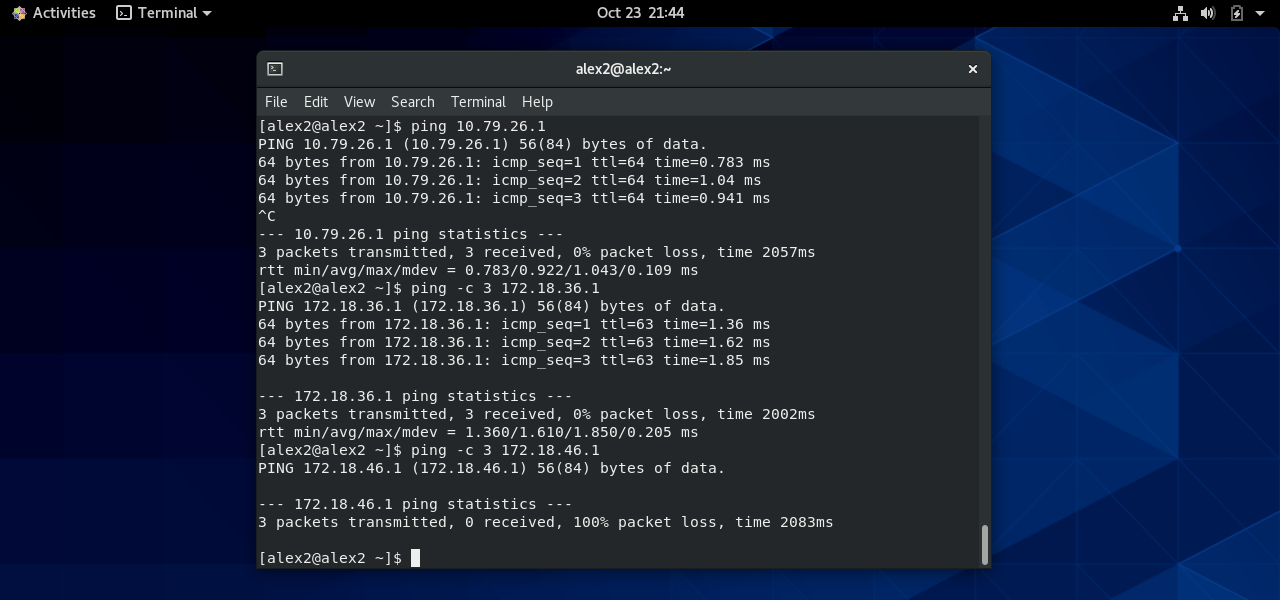 Activities Terminal Oct 23 21:44
alex2@alex2:~
File Edit View Search Terminal Help
[alex2@alex2 ~]$ ping 10.79.26.1
PING 10.79.26.1 (10.79.26.1) 56(84) bytes of data.
64 bytes from 10.79.26.1: icmp_seq=1 ttl=64 time=0.783 ms
64 bytes from 10.79.26.1: icmp_seq=2 ttl=64 time=1.04 ms
64 bytes from 10.79.26.1: icmp_seq=3 ttl=64 time=0.941 ms
^C
--- 10.79.26.1 ping statistics ---
3 packets transmitted, 3 received, 0% packet loss, time 2057ms
rtt min/avg/max/mdev = 0.783/0.922/1.043/0.109 ms
[alex2@alex2 ~]$ ping -c 3 172.18.36.1
PING 172.18.36.1 (172.18.36.1) 56(84) bytes of data.
64 bytes from 172.18.36.1: icmp_seq=1 ttl=63 time=1.36 ms
64 bytes from 172.18.36.1: icmp_seq=2 ttl=63 time=1.62 ms
64 bytes from 172.18.36.1: icmp_seq=3 ttl=63 time=1.85 ms
--- 172.18.36.1 ping statistics ---
3 packets transmitted, 3 received, 0% packet loss, time 2002ms
rtt min/avg/max/mdev = 1.360/1.610/1.850/0.205 ms
[alex2@alex2 ~]$ ping -c 3 172.18.46.1
PING 172.18.46.1 (172.18.46.1) 56(84) bytes of data.
--- 172.18.46.1 ping statistics ---
3 packets transmitted, 0 received, 100% packet loss, time 2083ms
[alex2@alex2 ~]$